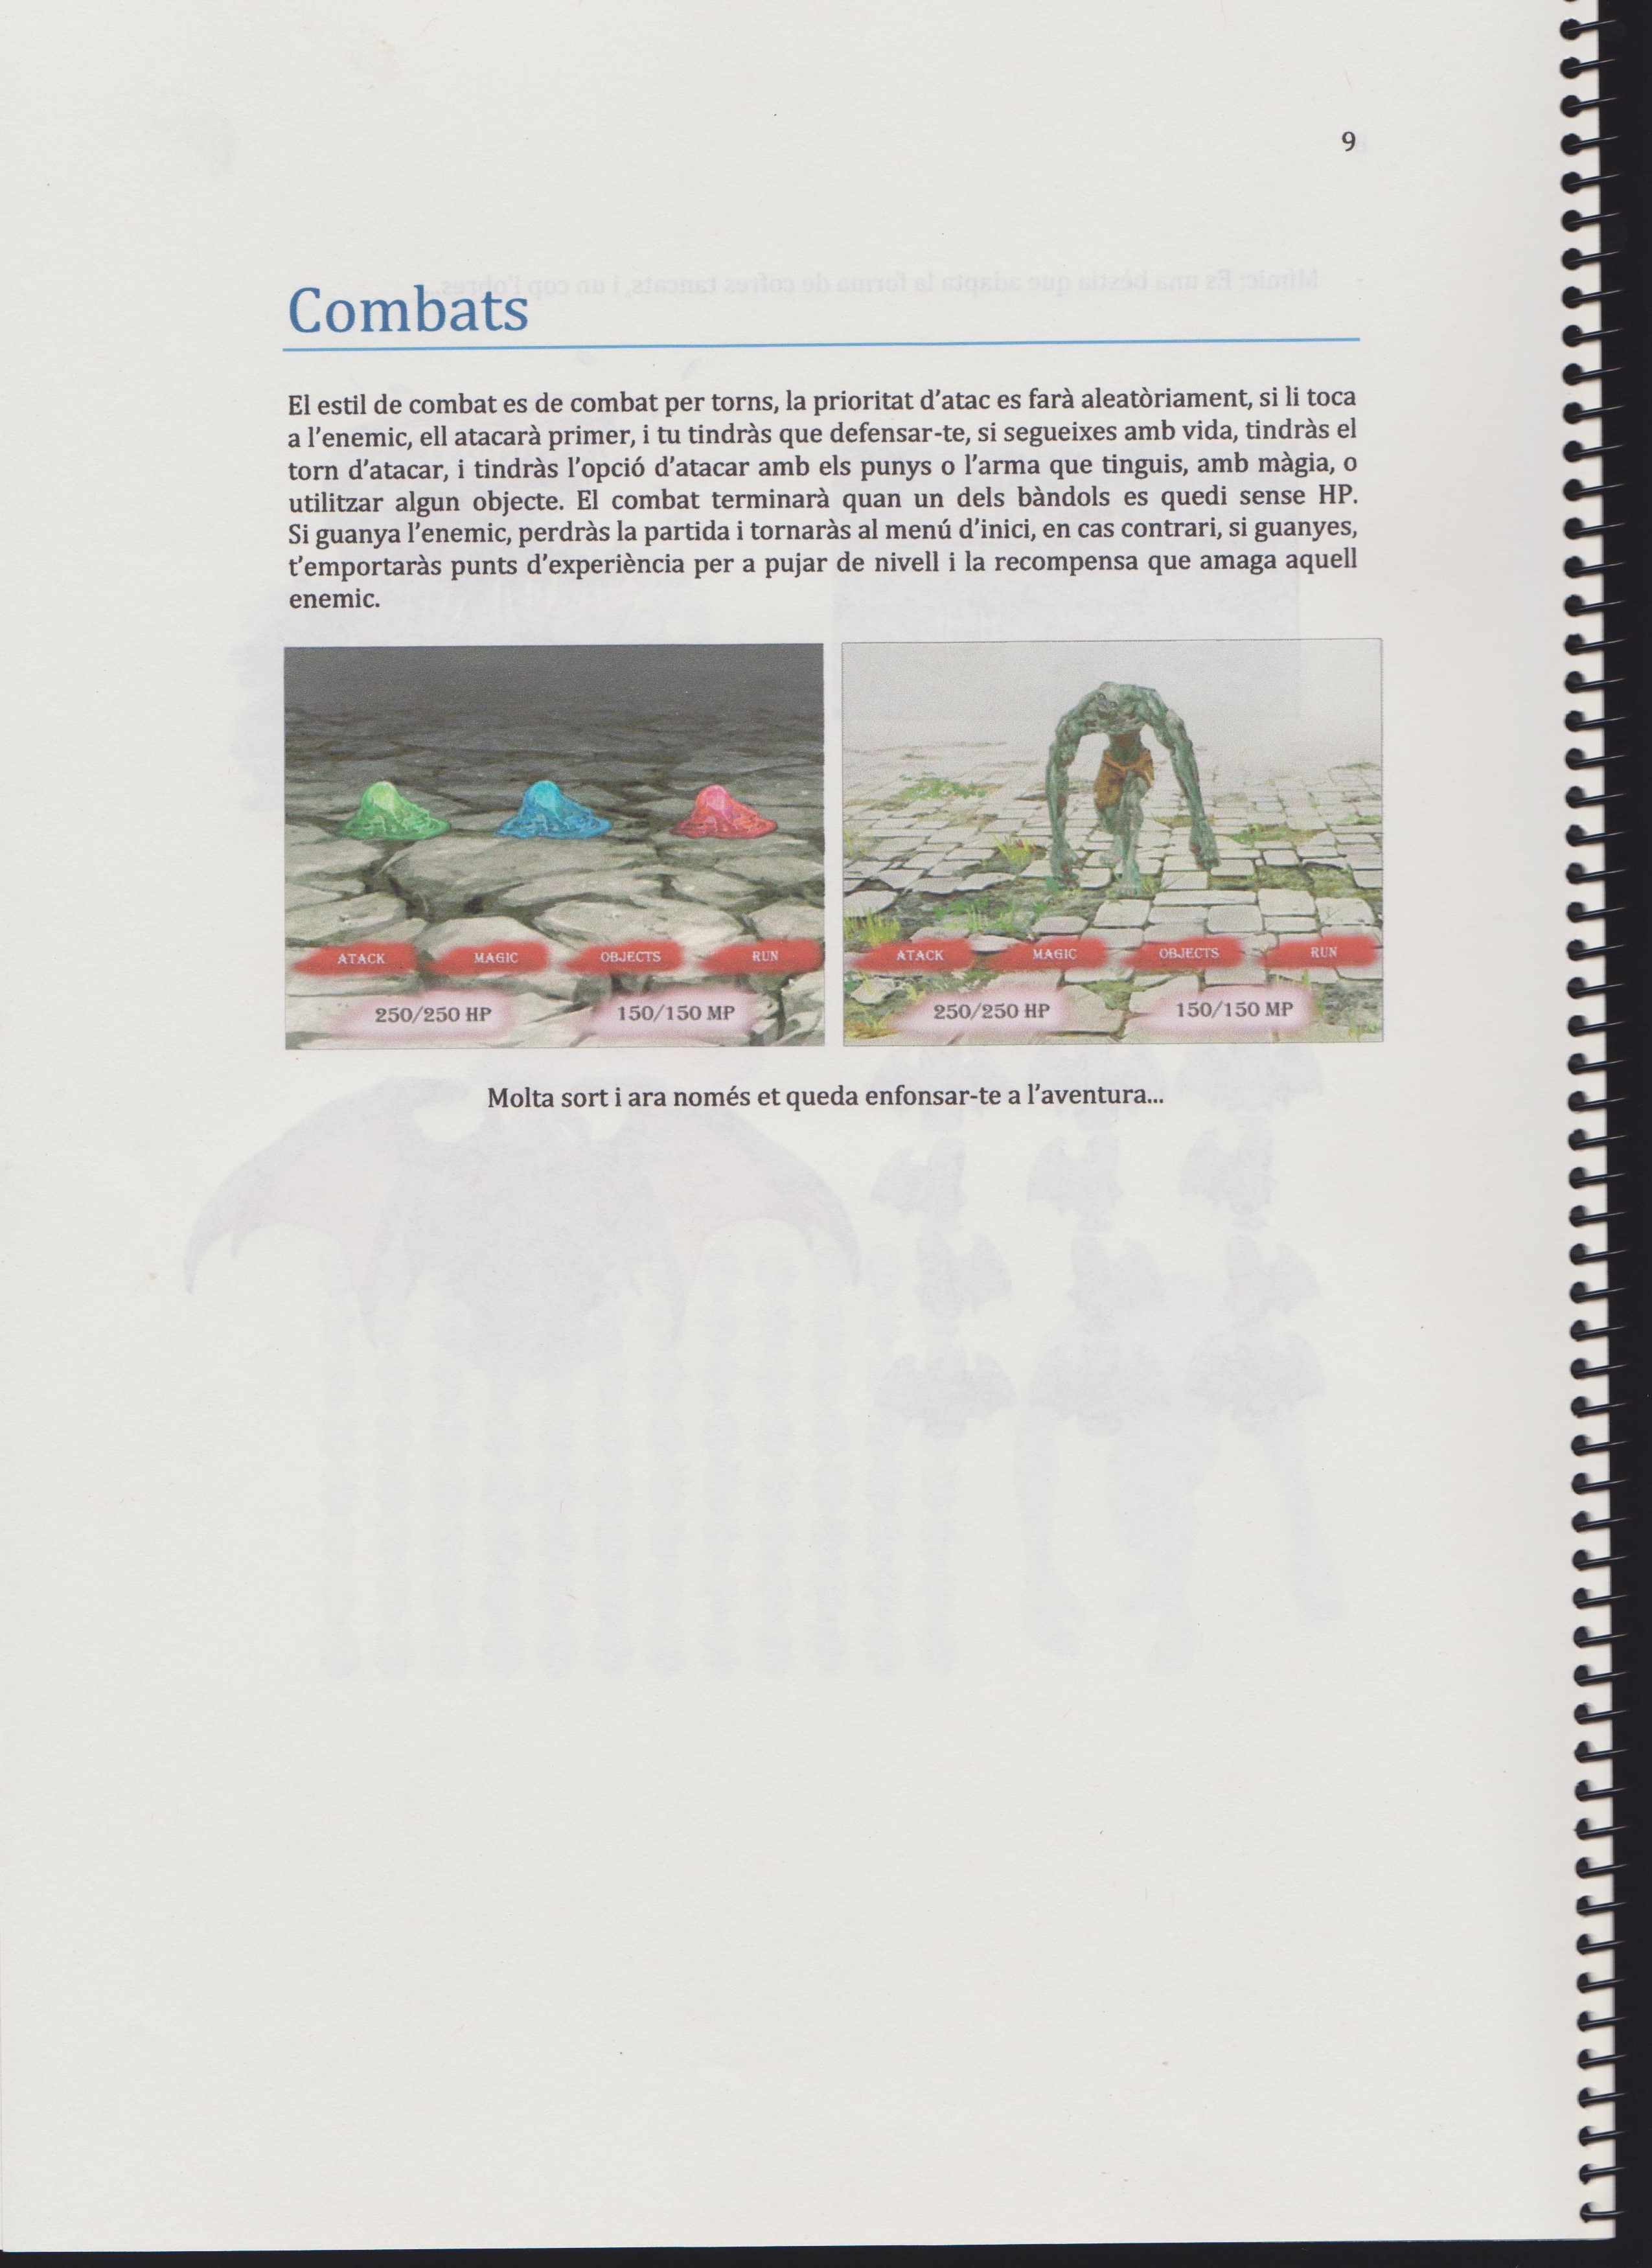 9
Combats
El estil de combat es de combat per torns, la prioritat d’atac es farà aleatòriament, si li toca
a l’enemic, ell atacarà primer, i tu tindràs que defensar-te, si segueixes amb vida, tindràs el
torn d’atacar, i tindràs l’opció d’atacar amb els punys o l’arma que tinguis, amb màgia, o
utilitzar algun objecte. El combat terminarà quan un dels bàndols es quedi sense HP.
Si guanya l’enemic, perdràs la partida i tornaràs al menú d’inici, en cas contrari, si guanyes,
t’emportaràs punts d’experiència per a pujar de nivell i la recompensa que amaga aquell
enemic.
ATACK MAGIC OBJECTS RUN
250/250 HP 150/150 MP
ATACK MAGIC OBJECTS RUN
250/250 HP 150/150 MP
Molta sort i ara només et queda enfonsar-te a l’aventura...